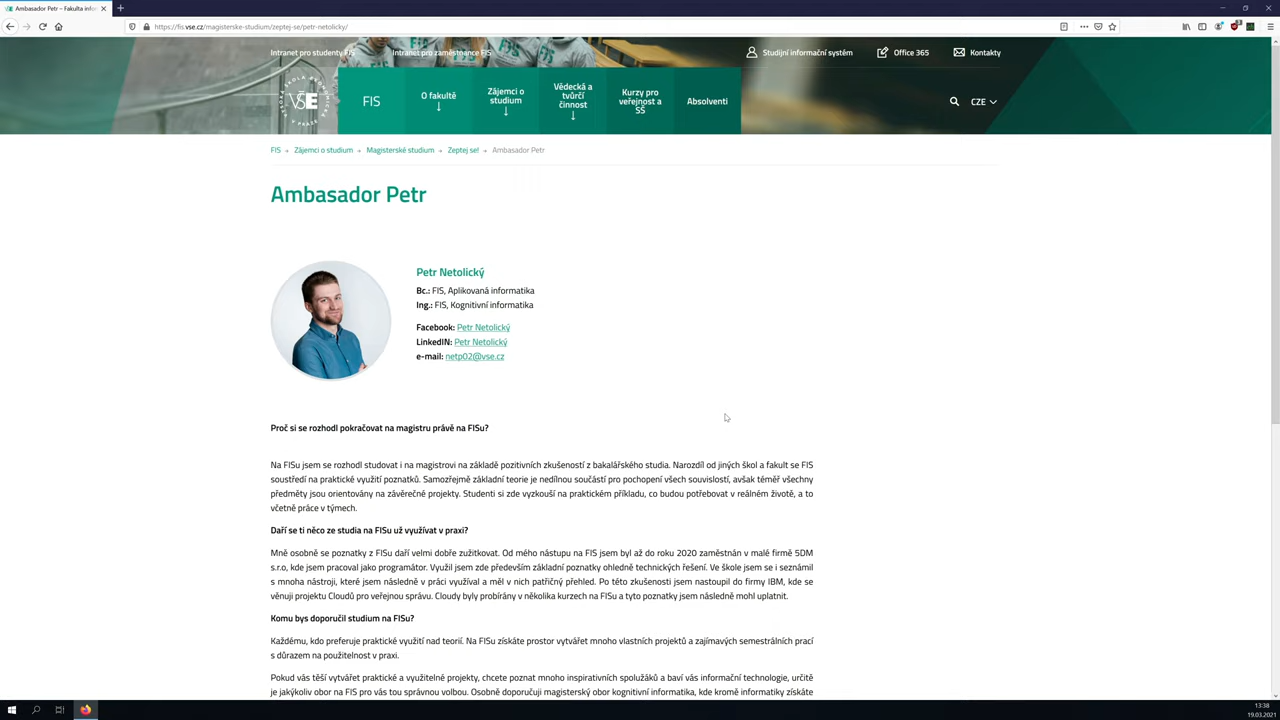 Ambasador Petr – Fakulta infor
https://fis.vse.cz/magisterske-studium/zeptej-se/petr-netolicky/
Intranet pro studenty FIS
Intranet pro zaměstnance FIS
Studijní informační systém
Office 365
Kontakty
VŠE
FIS
O fakultě
Zájemci o
studium
Vědecká a
tvůrčí
činnost
Kurzy pro
veřejnost a
SŠ
Absolventi
CZE
FIS → Zájemci o studium → Magisterské studium → Zeptej se! → Ambasador Petr
Ambasador Petr
Petr Netolický
Bc.: FIS, Aplikovaná informatika
Ing.: FIS, Kognitivní informatika
Facebook: Petr Netolický
LinkedIN: Petr Netolický
e-mail: netp02@vse.cz
Proč si se rozhodl pokračovat na magistru právě na FISu?
Na FISu jsem se rozhodl studovat i na magistrovi na základě pozitivních zkušeností z bakalářského studia. Narozdíl od jiných škol a fakult se FIS
soustředí na praktické využití poznatků. Samozřejmě základní teorie je nedílnou součástí pro pochopení všech souvislostí, avšak téměř všechny
předměty jsou orientovány na závěrečné projekty. Studenti si zde vyzkouší na praktickém příkladu, co budou potřebovat v reálném životě, a to
včetně práce v týmech.
Daří se ti něco ze studia na FISu už využívat v praxi?
Mně osobně se poznatky z FISu daří velmi dobře zužitkovat. Od mého nástupu na FIS jsem byl až do roku 2020 zaměstnán v malé firmě 5DM
s.r.o, kde jsem pracoval jako programátor. Využil jsem zde především základní poznatky ohledně technických řešení. Ve škole jsem se i seznámil
s mnoha nástroji, které jsem následně v práci využíval a měl v nich patřičný přehled. Po této zkušenosti jsem nastoupil do firmy IBM, kde se
věnuji projektu Cloudů pro veřejnou správu. Cloudy byly probírány v několika kurzech na FISu a tyto poznatky jsem následně mohl uplatnit.
Komu bys doporučil studium na FISu?
Každému, kdo preferuje praktické využití nad teorií. Na FISu získáte prostor vytvářet mnoho vlastních projektů a zajímavých semestrálních prací
s důrazem na použitelnost v praxi.
Pokud vás těší vytvářet praktické a využitelné projekty, chcete poznat mnoho inspirativních spolužáků a baví vás informační technologie, určitě
je jakýkoliv obor na FIS pro vás tou správnou volbou. Osobně doporučuji magisterský obor kognitivní informatika, kde kromě informatiky získáte
13:38
19.03.2021